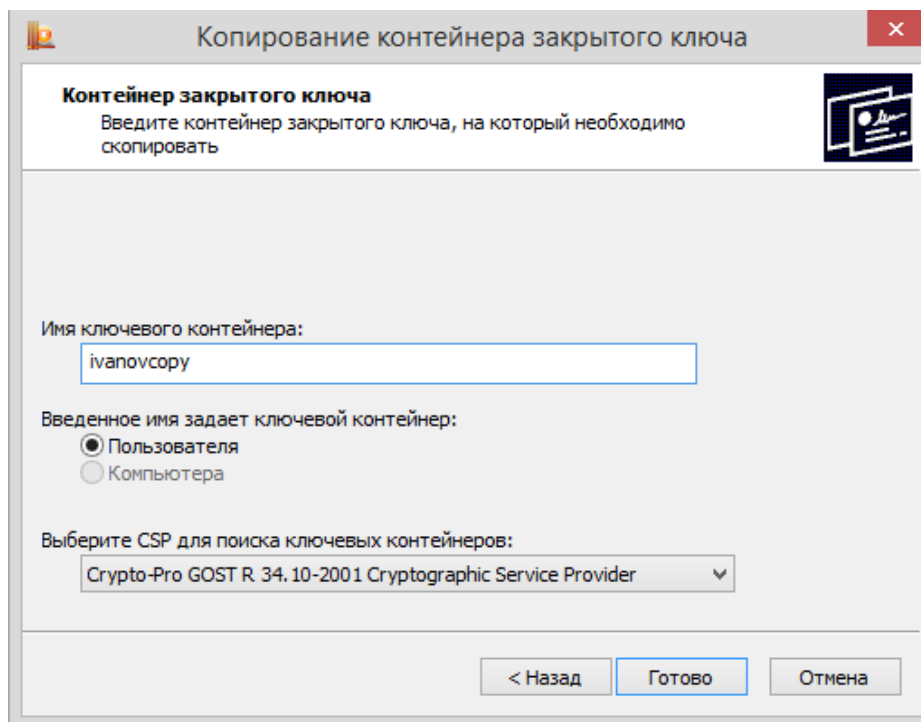 Копирование контейнера закрытого ключа
Контейнер закрытого ключа
Введите контейнер закрытого ключа, на который необходимо
скопировать
Имя ключевого контейнера:
ivanovcopy
Введенное имя задает ключевой контейнер:
Пользователя
Компьютера
Выберите CSP для поиска ключевых контейнеров:
Crypto-Pro GOST R 34.10-2001 Cryptographic Service Provider
< Назад
Готово
Отмена